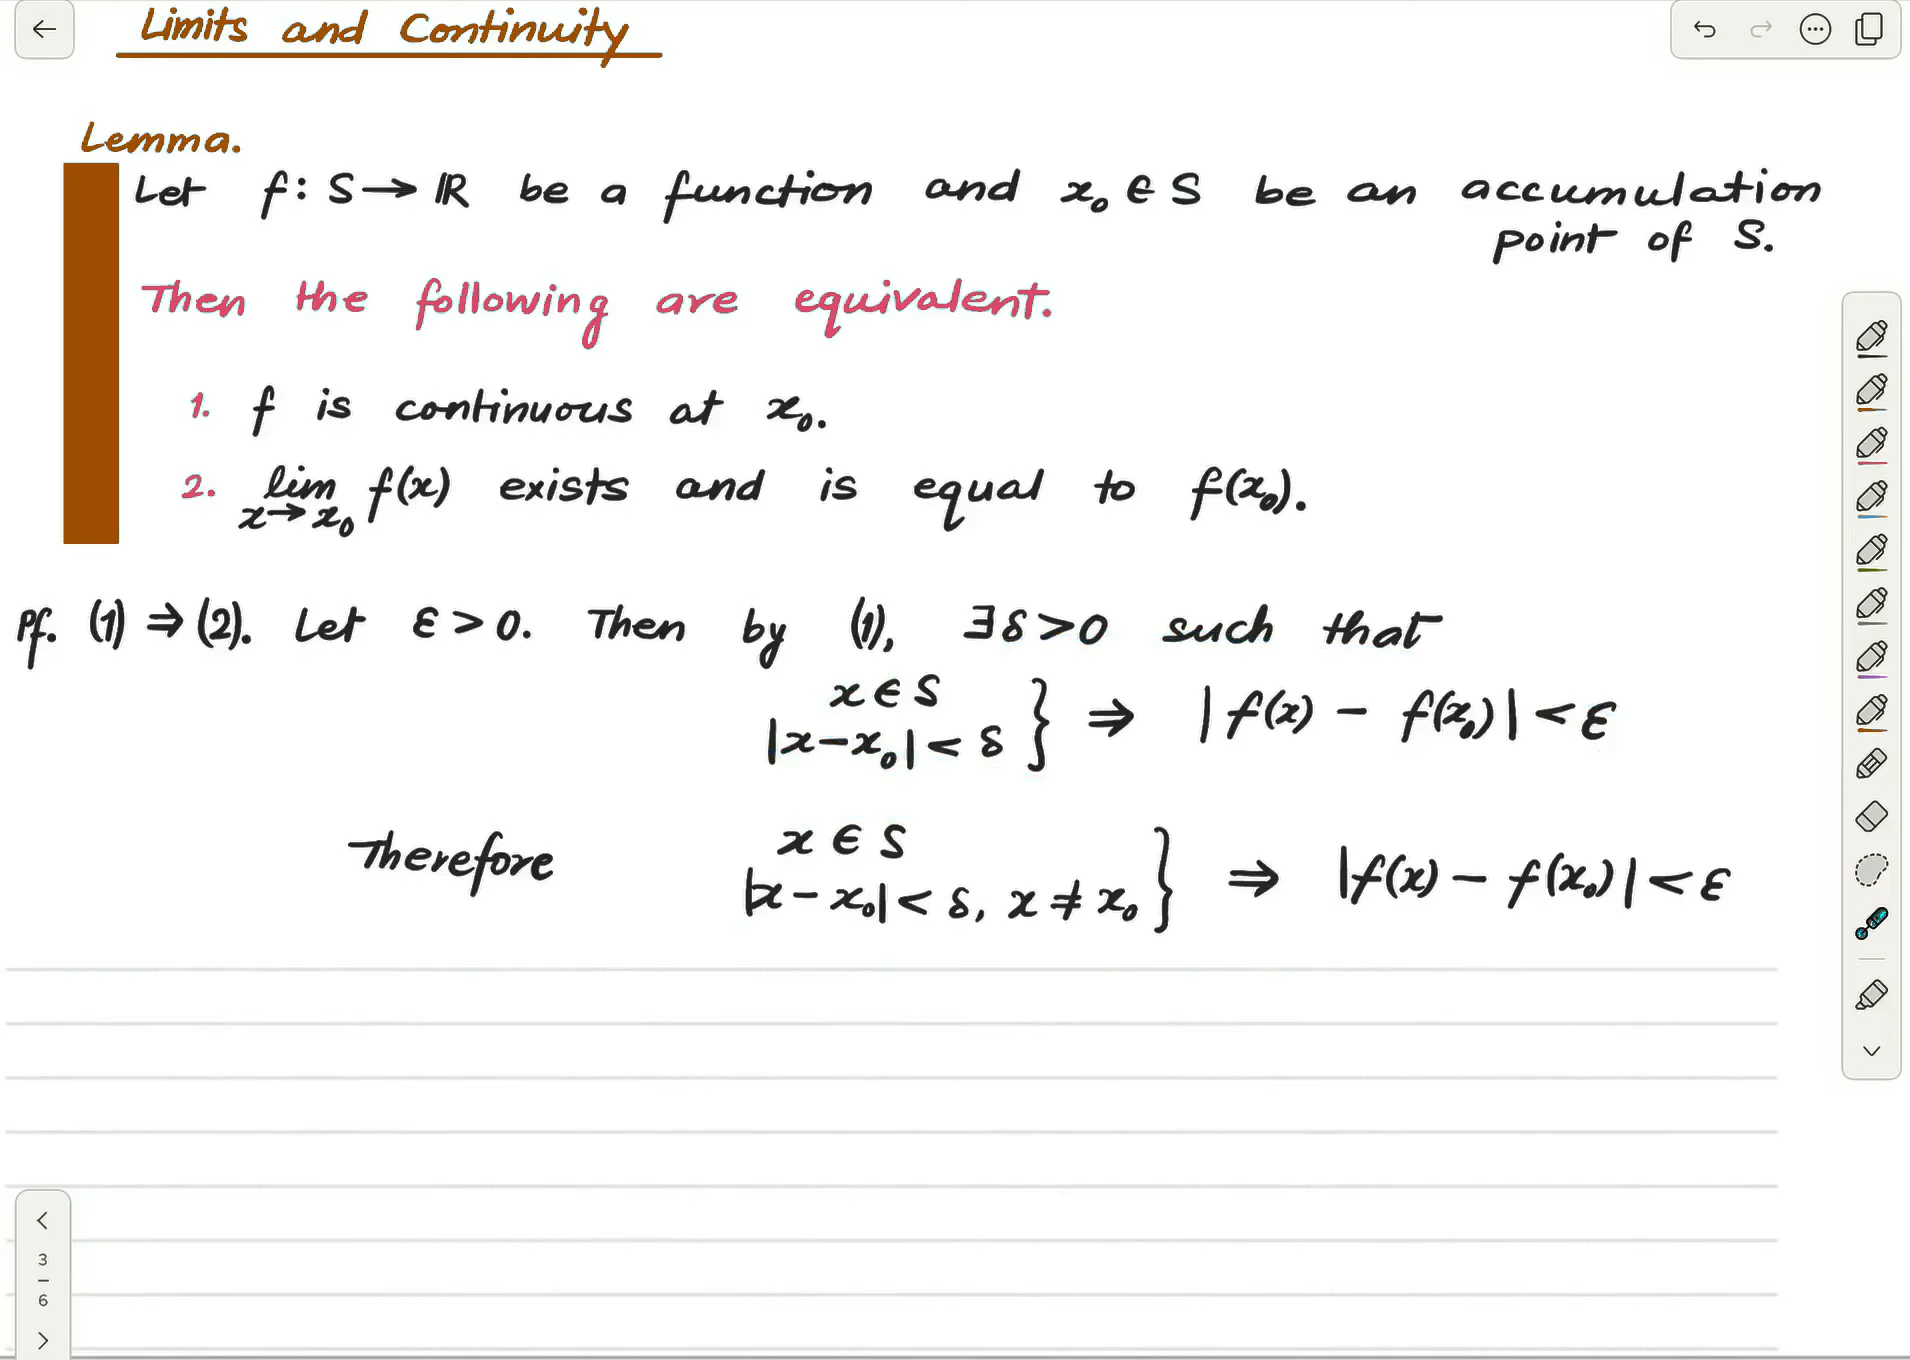 Limits and Continuity
Lemma.
Let f: S → ℝ be a function and x₀ ∈ S be an accumulation
point of S.
Then the following are equivalent.
1. f is continuous at x₀.
2. lim f(x) exists and is equal to f(x₀).
x→x₀
Pf. (1) ⇒ (2). Let ε > 0. Then by (1), ∃δ>0 such that
x ∈ S
|x-x₀| < δ } ⇒ |f(x) - f(x₀)| < ε
Therefore x ∈ S
|x - x₀| < δ, x ≠ x₀ } ⇒ |f(x) - f(x₀)| < ε
3
6